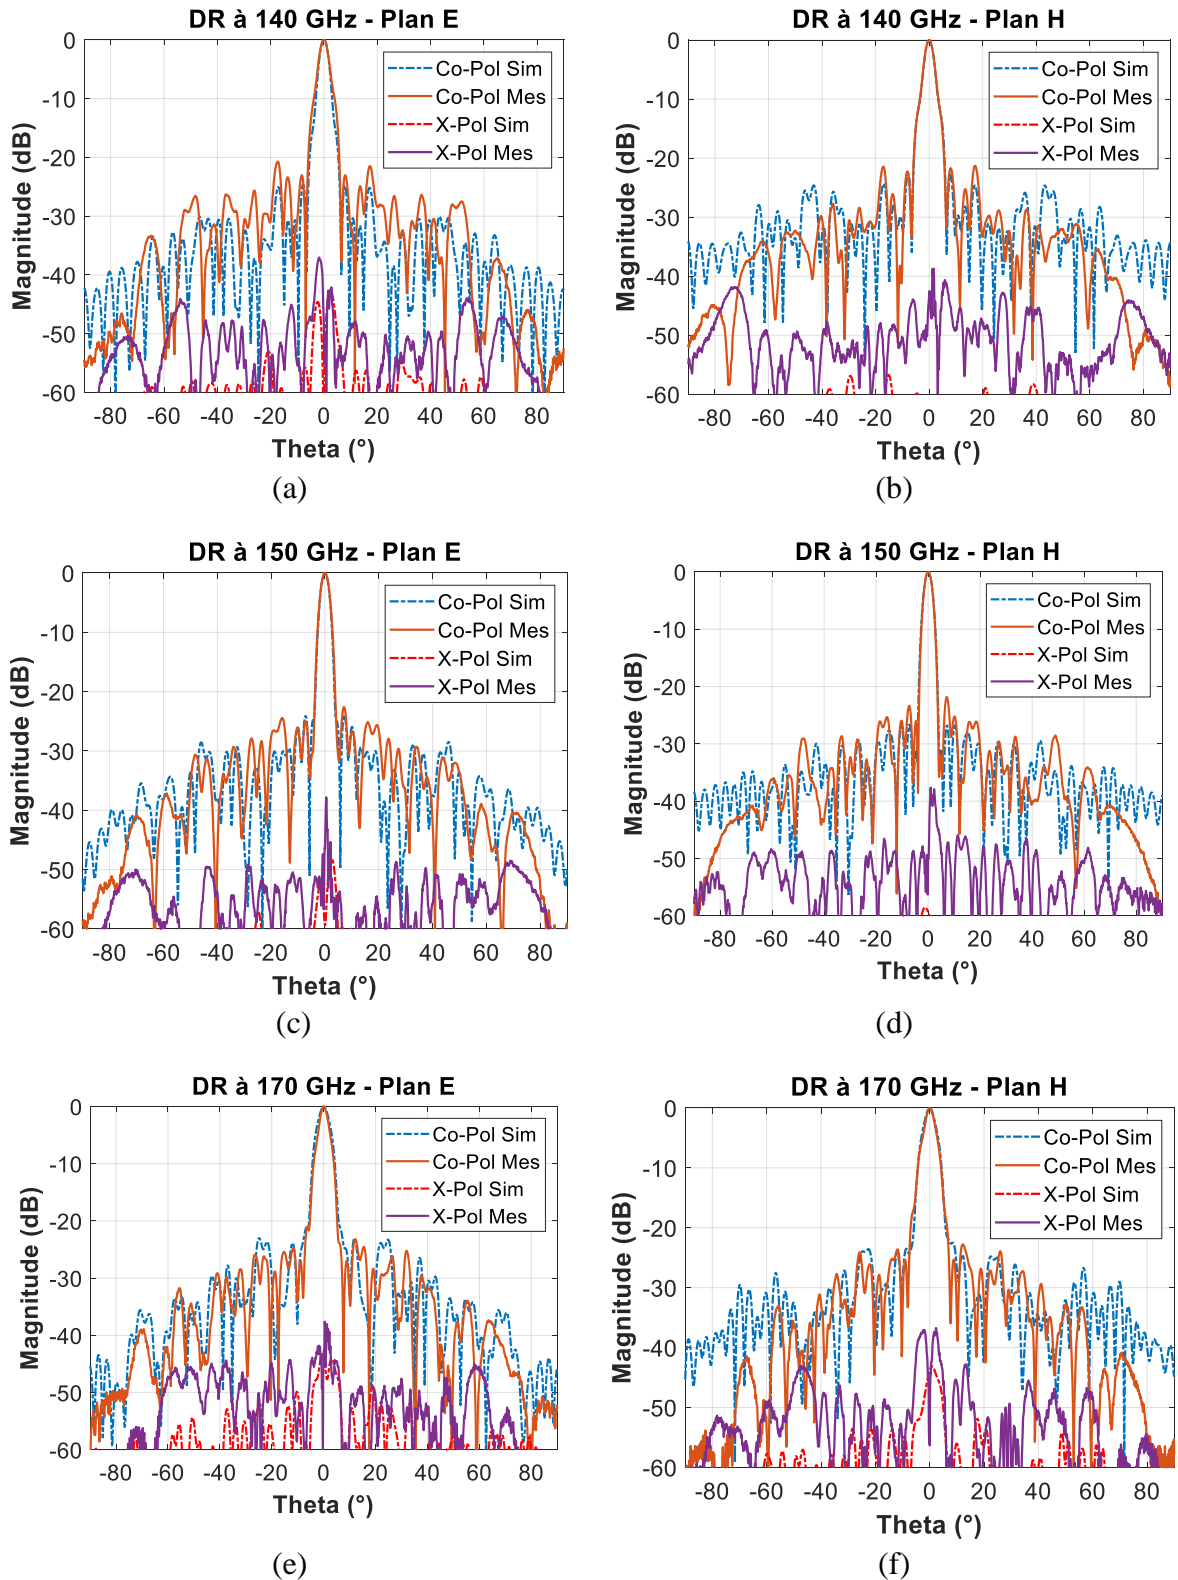 DR à 140 GHz - Plan E
Magnitude (dB)
0
-10
-20
-30
-40
-50
-60
Co-Pol Sim
Co-Pol Mes
X-Pol Sim
X-Pol Mes
-80 -60 -40 -20 0 20 40 60 80
Theta (°)
(a)
DR à 140 GHz - Plan H
Magnitude (dB)
0
-10
-20
-30
-40
-50
-60
Co-Pol Sim
Co-Pol Mes
X-Pol Sim
X-Pol Mes
-80 -60 -40 -20 0 20 40 60 80
Theta (°)
(b)
DR à 150 GHz - Plan E
Magnitude (dB)
0
-10
-20
-30
-40
-50
-60
Co-Pol Sim
Co-Pol Mes
X-Pol Sim
X-Pol Mes
-80 -60 -40 -20 0 20 40 60 80
Theta (°)
(c)
DR à 150 GHz - Plan H
Magnitude (dB)
0
-10
-20
-30
-40
-50
-60
Co-Pol Sim
Co-Pol Mes
X-Pol Sim
X-Pol Mes
-80 -60 -40 -20 0 20 40 60 80
Theta (°)
(d)
DR à 170 GHz - Plan E
Magnitude (dB)
0
-10
-20
-30
-40
-50
-60
Co-Pol Sim
Co-Pol Mes
X-Pol Sim
X-Pol Mes
-80 -60 -40 -20 0 20 40 60 80
Theta (°)
(e)
DR à 170 GHz - Plan H
Magnitude (dB)
0
-10
-20
-30
-40
-50
-60
Co-Pol Sim
Co-Pol Mes
X-Pol Sim
X-Pol Mes
-80 -60 -40 -20 0 20 40 60 80
Theta (°)
(f)